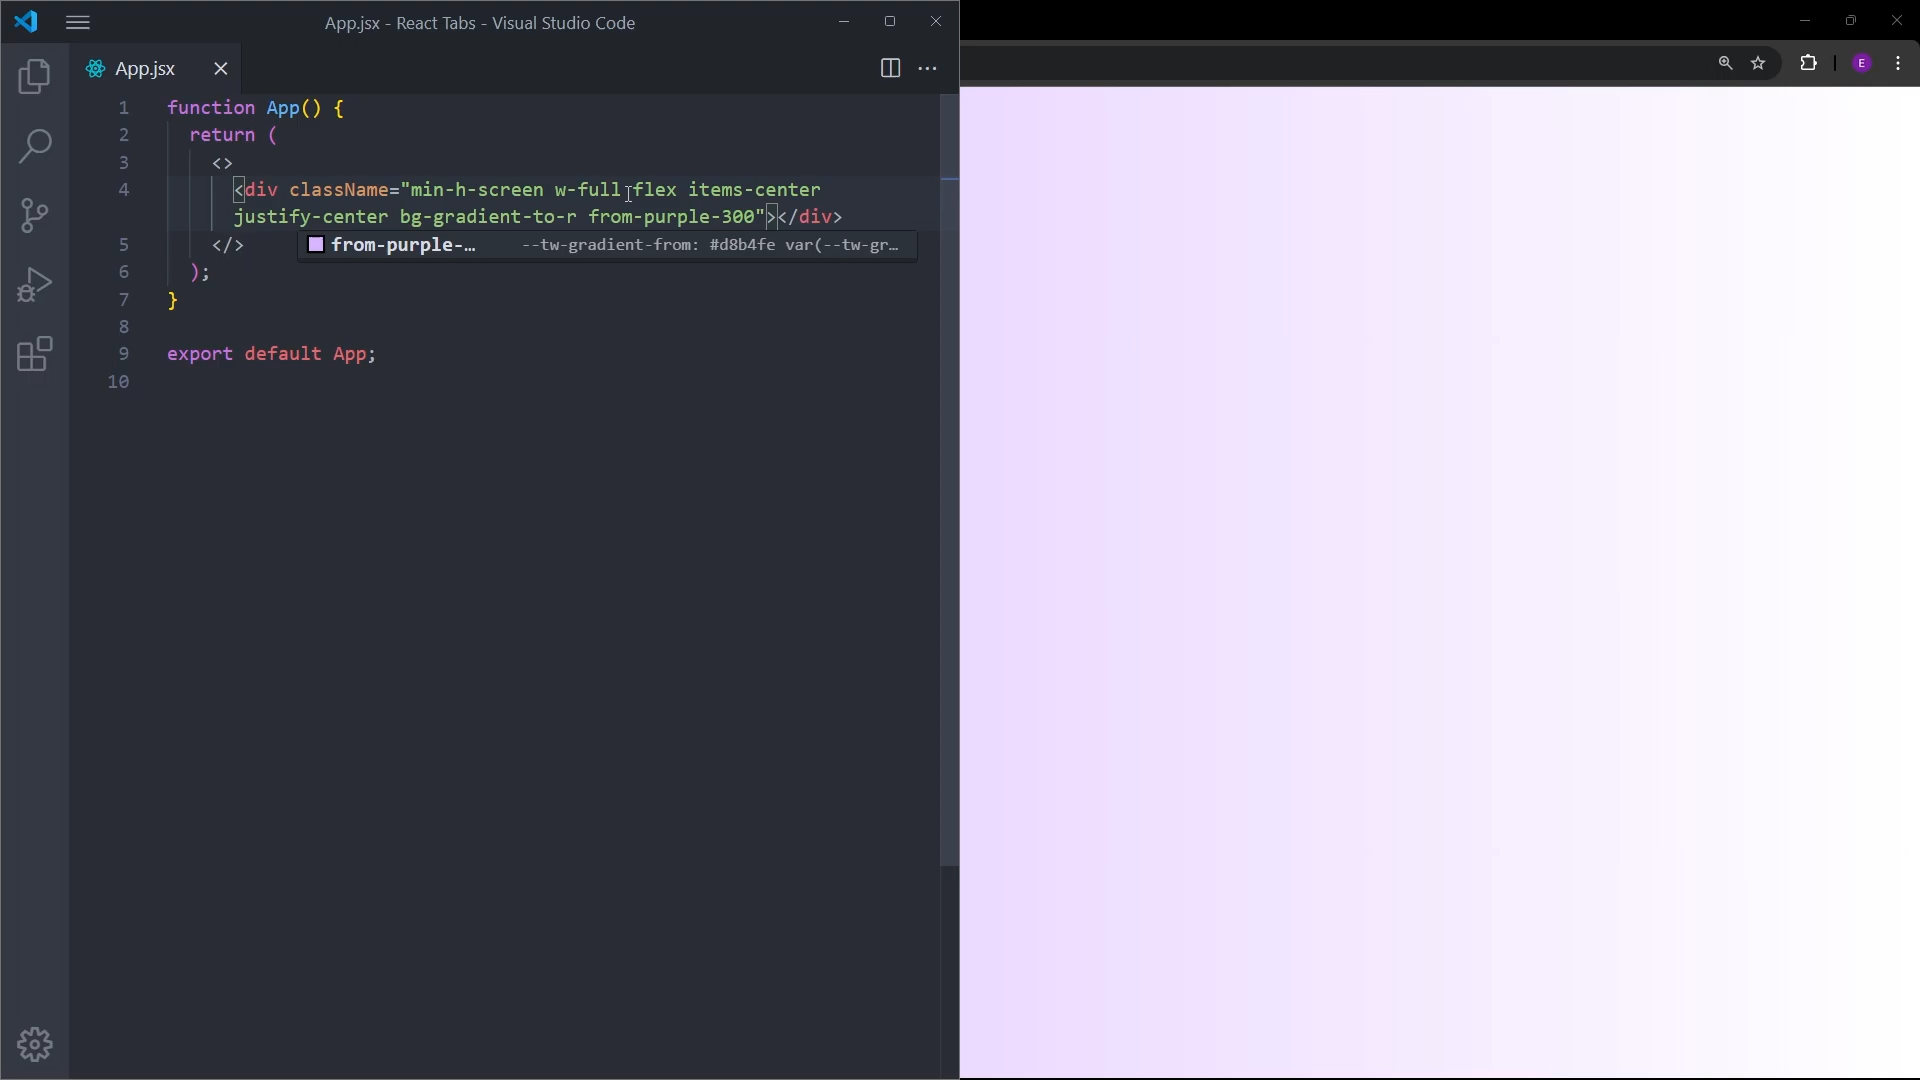 App.jsx - React Tabs - Visual Studio Code
App.jsx
E
1 function App() {
2 return (
3 <>
4 <div className="min-h-screen w-full flex items-center
justify-center bg-gradient-to-r from-purple-300"></div>
5 </>
from-purple-… --tw-gradient-from: #d8b4fe var(--tw-gr…
6 );
7 }
8
9 export default App;
10